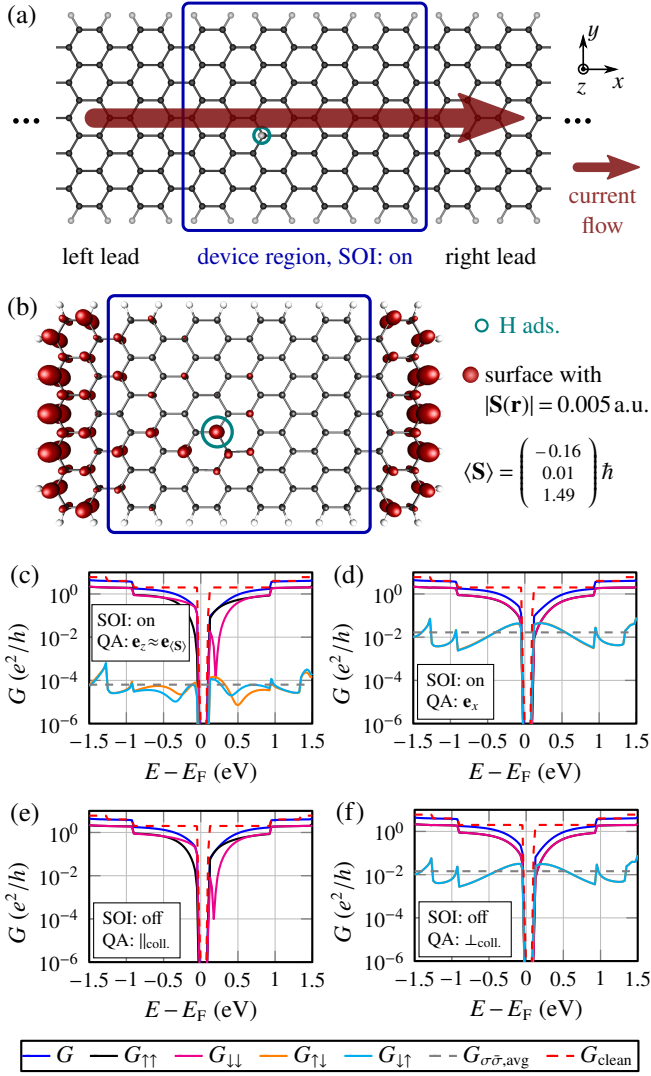 (a)
y
z x
...
...
current
flow
left lead
device region, SOI: on
right lead
(b)
H ads.
surface with
|S(r)| = 0.005 a.u.
⟨S⟩ = ( −0.16 0.01 1.49 ) ℏ
(c)
(d)
G (e²/h)
10⁰
10⁻²
10⁻⁴
10⁻⁶
SOI: on
QA: e_z ≈ e_⟨S⟩
−1.5 −1 −0.5 0 0.5 1 1.5
E − E_F (eV)
G (e²/h)
10⁰
10⁻²
10⁻⁴
10⁻⁶
SOI: on
QA: e_x
−1.5 −1 −0.5 0 0.5 1 1.5
E − E_F (eV)
(e)
(f)
G (e²/h)
10⁰
10⁻²
10⁻⁴
10⁻⁶
SOI: off
QA: ∥coll.
−1.5 −1 −0.5 0 0.5 1 1.5
E − E_F (eV)
G (e²/h)
10⁰
10⁻²
10⁻⁴
10⁻⁶
SOI: off
QA: ⊥coll.
−1.5 −1 −0.5 0 0.5 1 1.5
E − E_F (eV)
G G↑↑ G↓↓ G↑↓ G↓↑ G_σσ̄,avg G_clean